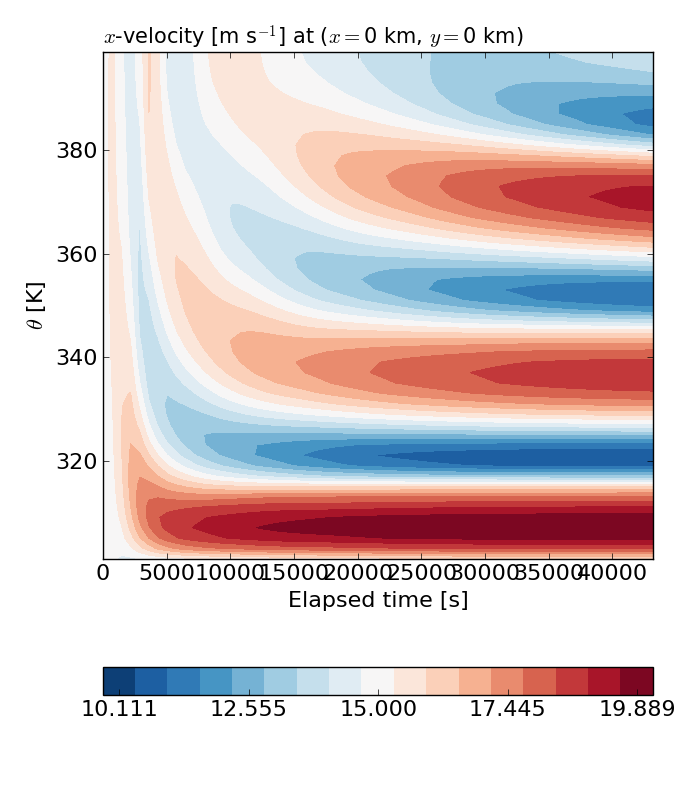 x-velocity [m s⁻¹] at (x = 0 km, y = 0 km)
380
360
340
320
θ [K]
0 5000 10000 15000 20000 25000 30000 35000 40000
Elapsed time [s]
10.111 12.555 15.000 17.445 19.889